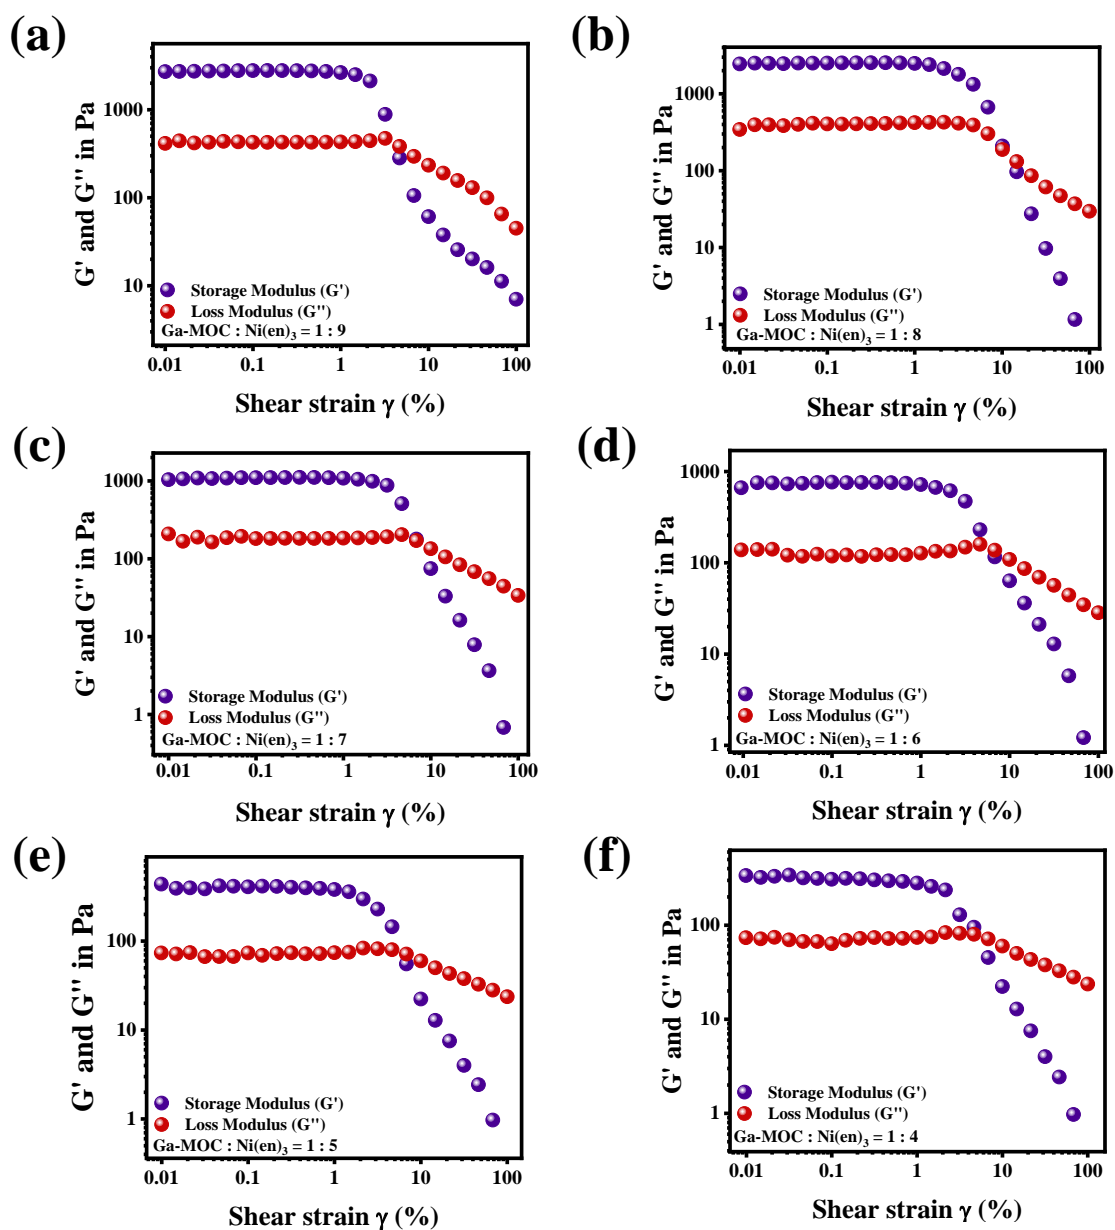 (a)
G' and G'' in Pa
1000
100
10
Storage Modulus (G')
Loss Modulus (G'')
Ga-MOC : Ni(en)₃ = 1 : 9
0.01 0.1 1 10 100
Shear strain γ (%)
(b)
G' and G'' in Pa
1000
100
10
1
Storage Modulus (G')
Loss Modulus (G'')
Ga-MOC : Ni(en)₃ = 1 : 8
0.01 0.1 1 10 100
Shear strain γ (%)
(c)
G' and G'' in Pa
1000
100
10
1
Storage Modulus (G')
Loss Modulus (G'')
Ga-MOC : Ni(en)₃ = 1 : 7
0.01 0.1 1 10 100
Shear strain γ (%)
(d)
G' and G'' in Pa
1000
100
10
1
Storage Modulus (G')
Loss Modulus (G'')
Ga-MOC : Ni(en)₃ = 1 : 6
0.01 0.1 1 10 100
Shear strain γ (%)
(e)
G' and G'' in Pa
100
10
1
Storage Modulus (G')
Loss Modulus (G'')
Ga-MOC : Ni(en)₃ = 1 : 5
0.01 0.1 1 10 100
Shear strain γ (%)
(f)
G' and G'' in Pa
100
10
1
Storage Modulus (G')
Loss Modulus (G'')
Ga-MOC : Ni(en)₃ = 1 : 4
0.01 0.1 1 10 100
Shear strain γ (%)